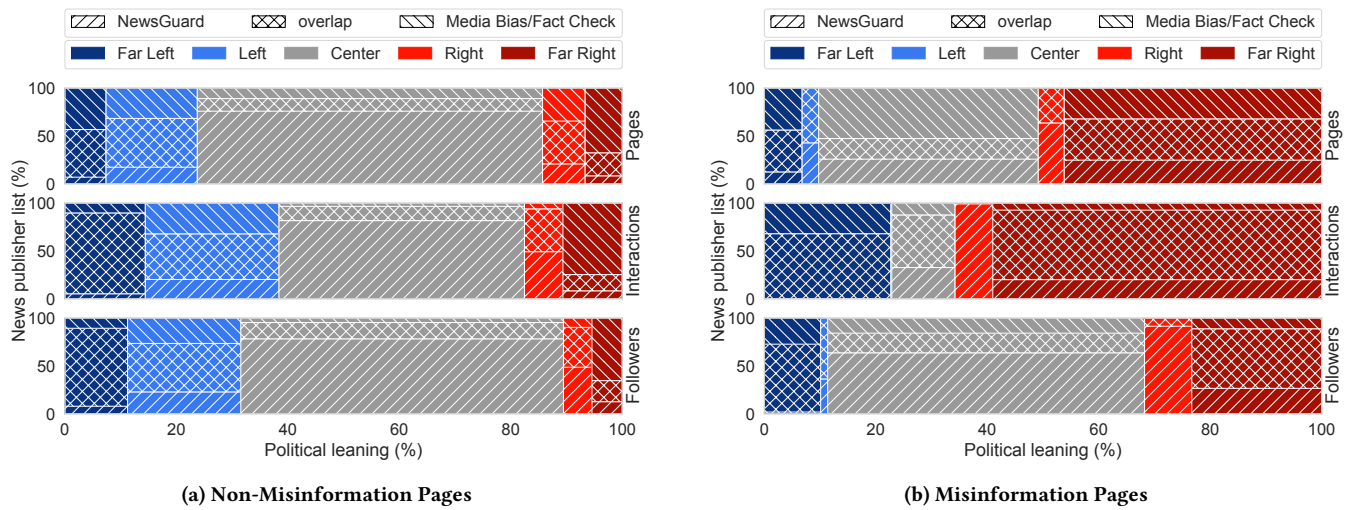 NewsGuard overlap Media Bias/Fact Check
Far Left Left Center Right Far Right
News publisher list (%)
100
50
0
Pages
100
50
0
Interactions
100
50
0
Followers
0 20 40 60 80 100
Political leaning (%)
(a) Non-Misinformation Pages
NewsGuard overlap Media Bias/Fact Check
Far Left Left Center Right Far Right
News publisher list (%)
100
50
0
Pages
100
50
0
Interactions
100
50
0
Followers
0 20 40 60 80 100
Political leaning (%)
(b) Misinformation Pages